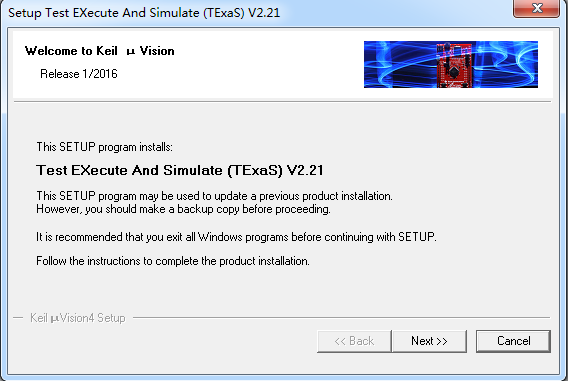 Setup Test EXecute And Simulate (TExaS) V2.21
Welcome to Keil μ Vision
Release 1/2016
This SETUP program installs:
Test EXecute And Simulate (TExaS) V2.21
This SETUP program may be used to update a previous product installation.
However, you should make a backup copy before proceeding.
It is recommended that you exit all Windows programs before continuing with SETUP.
Follow the instructions to complete the product installation.
Keil μVision4 Setup
<< Back
Next >>
Cancel